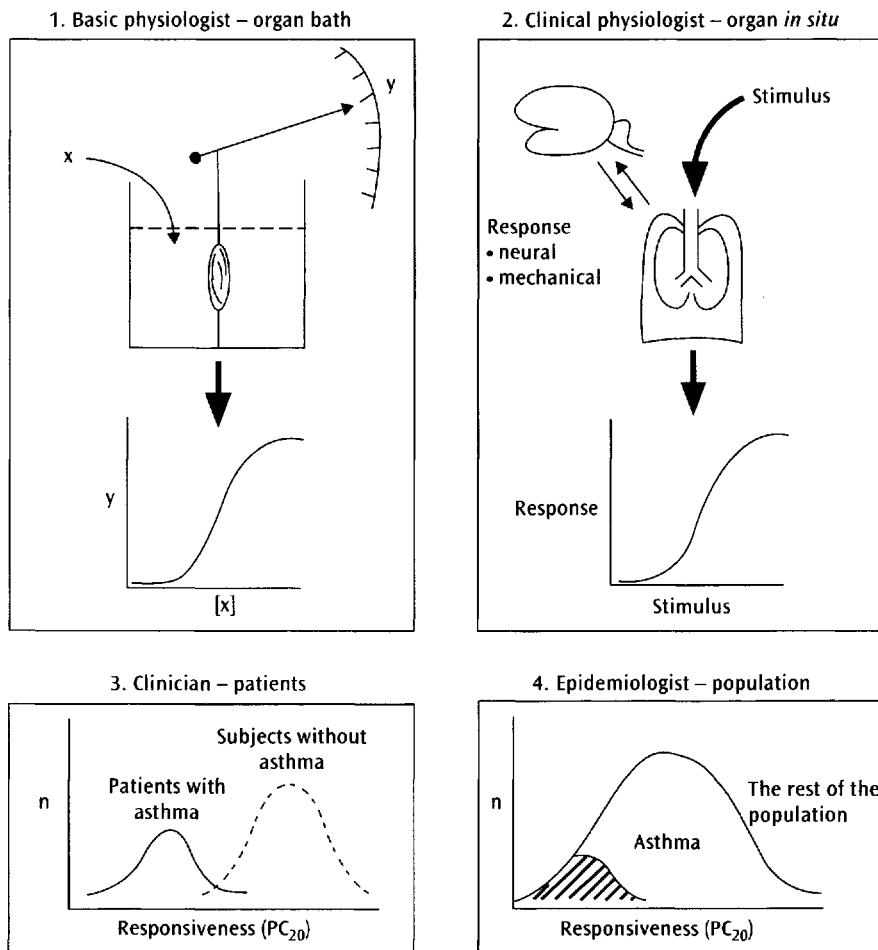 1. Basic physiologist – organ bath
y
x
y
[x]
2. Clinical physiologist – organ in situ
Stimulus
Response
• neural
• mechanical
Response
Stimulus
3. Clinician – patients
Subjects without
asthma
Patients with
asthma
n
Responsiveness (PC20)
4. Epidemiologist – population
n
The rest of the
population
Asthma
Responsiveness (PC20)